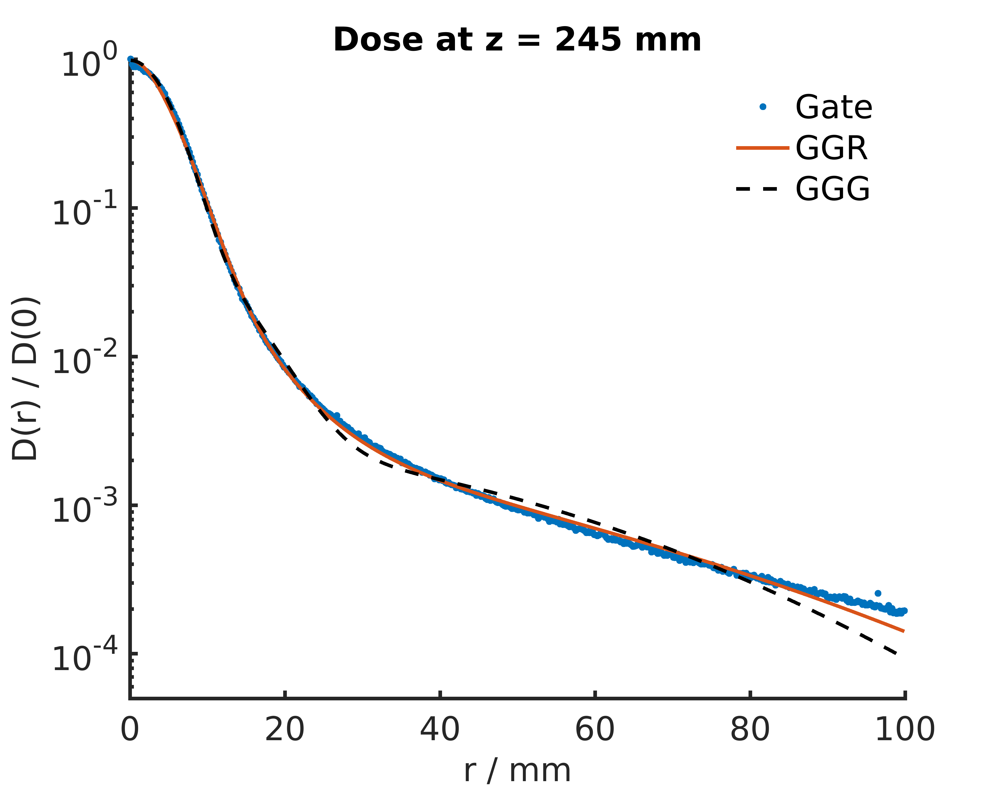 Dose at z = 245 mm
10^0
10^-1
10^-2
10^-3
10^-4
D(r) / D(0)
Gate
GGR
GGG
0 20 40 60 80 100
r / mm